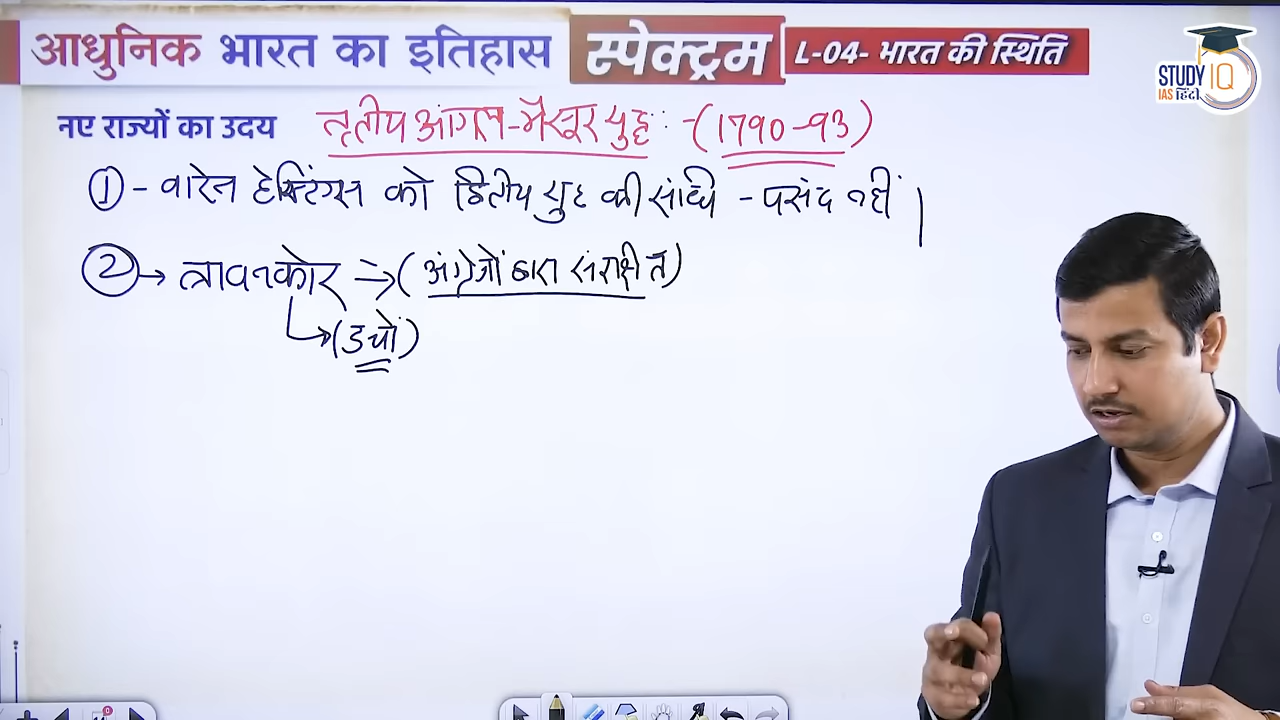 आधुनिक भारत का इतिहास स्पेक्ट्रम L-04- भारत की स्थिति
STUDY IQ
IAS हिंदी
नए राज्यों का उदय तृतीय आंग्ल-मैसूर युद्ध :-(1790-93)
① - वारेन हेस्टिंग्स को द्वितीय युद्ध की संधि - पसंद नहीं |
② → त्रावनकोर => (अंग्रेजों द्वारा संरक्षित)
↳ (डचों)